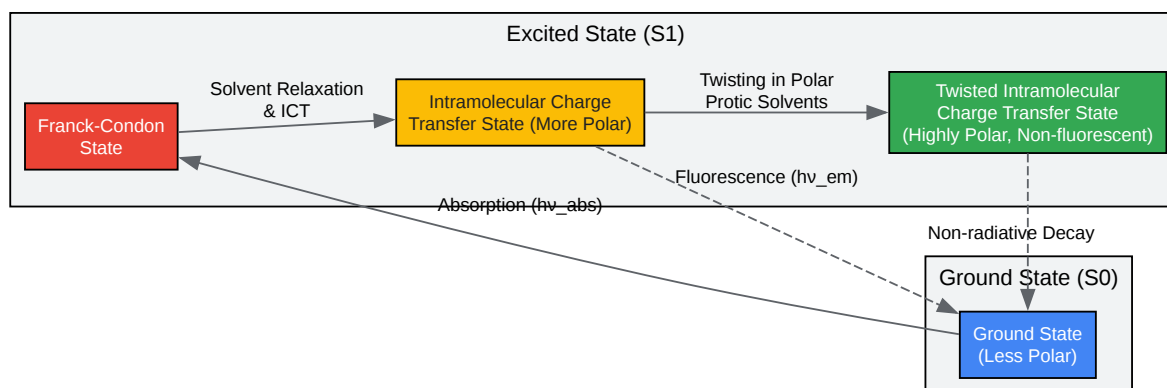 Excited State (S1)
Solvent Relaxation
& ICT
Twisting in Polar
Protic Solvents
Franck-Condon
State
Intramolecular Charge
Transfer State (More Polar)
Twisted Intramolecular
Charge Transfer State
(Highly Polar, Non-fluorescent)
Fluorescence (hν_em)
Absorption (hν_abs)
Non-radiative Decay
Ground State (S0)
Ground State
(Less Polar)